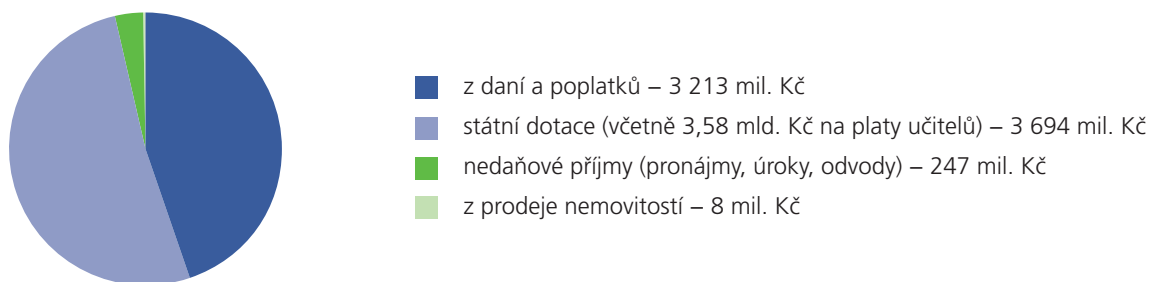 z daní a poplatků – 3 213 mil. Kč
státní dotace (včetně 3,58 mld. Kč na platy učitelů) – 3 694 mil. Kč
nedaňové příjmy (pronájmy, úroky, odvody) – 247 mil. Kč
z prodeje nemovitostí – 8 mil. Kč